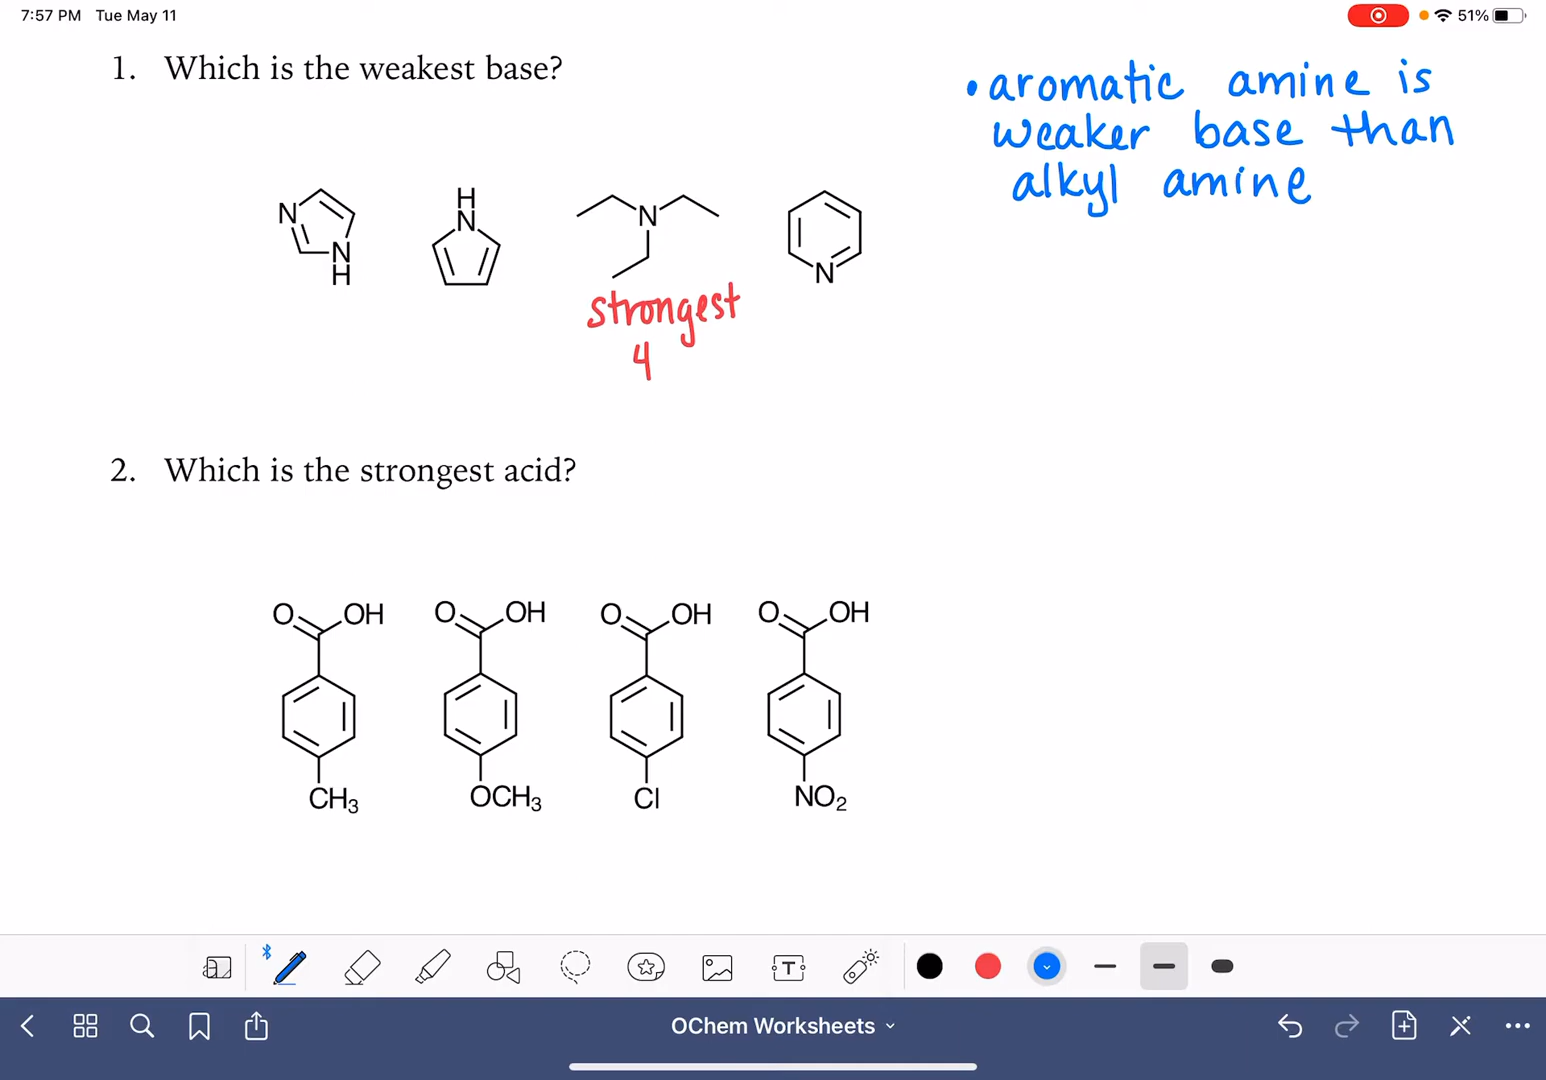 7:57 PM Tue May 11
51%
1. Which is the weakest base?
• aromatic amine is
weaker base than
alkyl amine
N
N
H
H
N
N
N
strongest
4
2. Which is the strongest acid?
O OH
O OH
O OH
O OH
CH₃
OCH₃
Cl
NO₂
a
T
OChem Worksheets